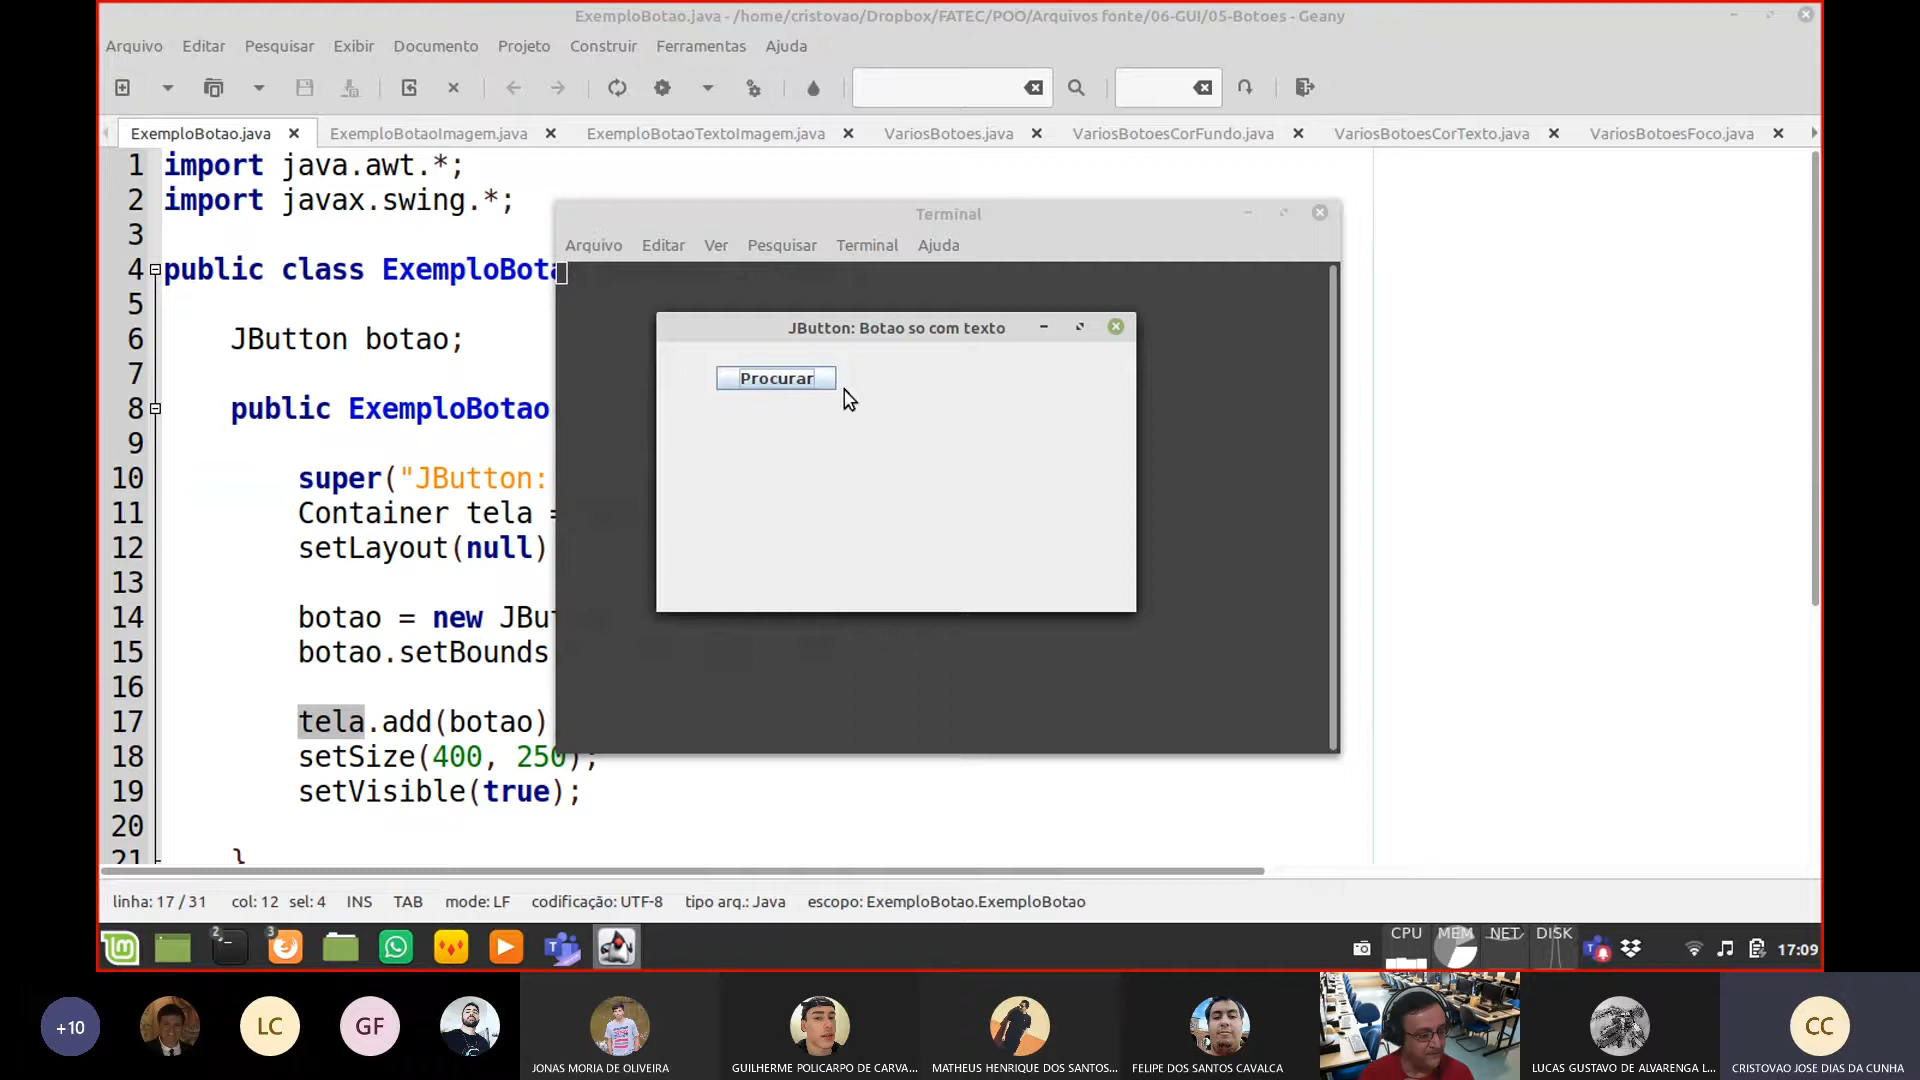 ExemploBotao.java - /home/cristovao/Dropbox/FATEC/POO/Arquivos fonte/06-GUI/05-Botoes - Geany
Arquivo Editar Pesquisar Exibir Documento Projeto Construir Ferramentas Ajuda
ExemploBotao.java ExemploBotaoImagem.java ExemploBotaoTextoImagem.java VariosBotoes.java VariosBotoesCorFundo.java VariosBotoesCorTexto.java VariosBotoesFoco.java
1 import java.awt.*;
2 import javax.swing.*;
3
4 public class ExemploBota
5
6 JButton botao;
7
8 public ExemploBotao
9
10 super("JButton:
11 Container tela =
12 setLayout(null)
13
14 botao = new JBut
15 botao.setBounds
16
17 tela.add(botao)
18 setSize(400, 250);
19 setVisible(true);
20
21 }
Terminal
Arquivo Editar Ver Pesquisar Terminal Ajuda
JButton: Botao so com texto
Procurar
linha: 17 / 31 col: 12 sel: 4 INS TAB mode: LF codificação: UTF-8 tipo arq.: Java escopo: ExemploBotao.ExemploBotao
2 3 CPU MEM NET DISK 17:09
+10 LC GF CC
JONAS MORIA DE OLIVEIRA GUILHERME POLICARPO DE CARVA... MATHEUS HENRIQUE DOS SANTOS... FELIPE DOS SANTOS CAVALCA LUCAS GUSTAVO DE ALVARENGA L... CRISTOVAO JOSE DIAS DA CUNHA